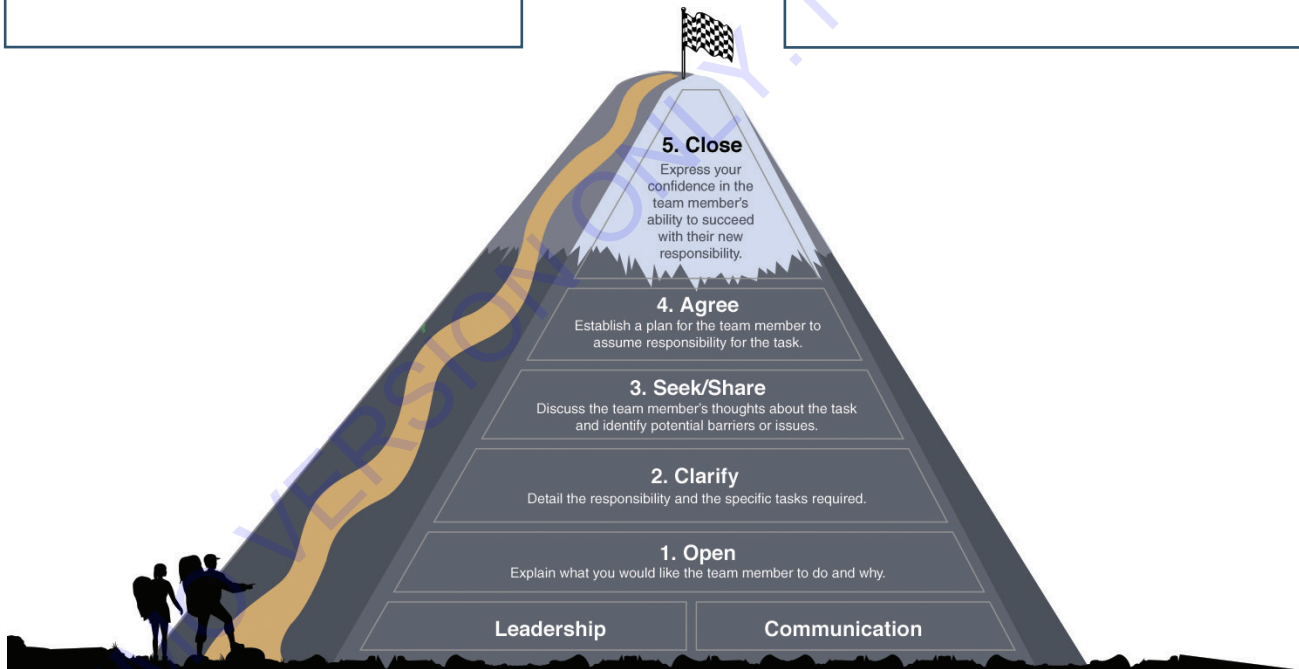 5. Close
Express your
confidence in the
team member's
ability to succeed
with their new
responsibility.
4. Agree
Establish a plan for the team member to
assume responsibility for the task.
3. Seek/Share
Discuss the team member's thoughts about the task
and identify potential barriers or issues.
2. Clarify
Detail the responsibility and the specific tasks required.
1. Open
Explain what you would like the team member to do and why.
Leadership
Communication
VERSION ONLY.